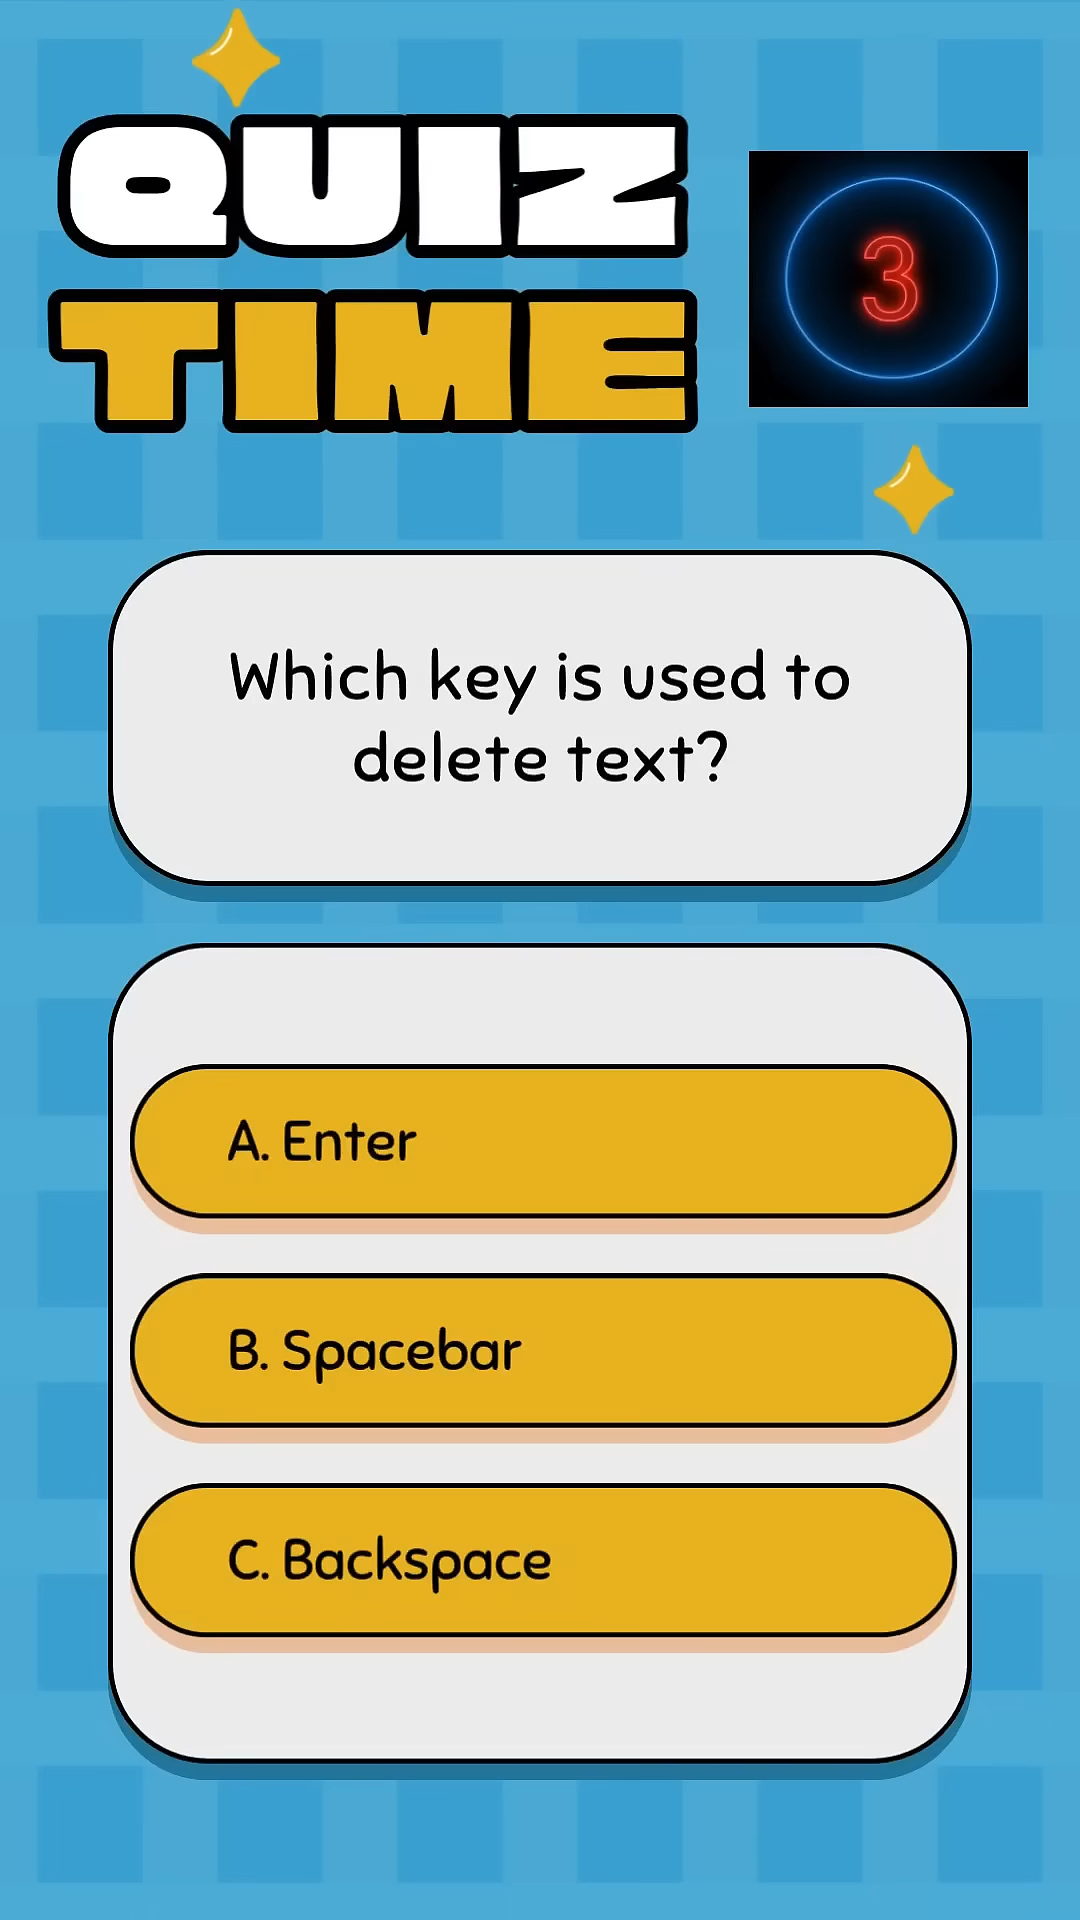 QUIZ
TIME
3
Which key is used to
delete text?
A. Enter
B. Spacebar
C. Backspace